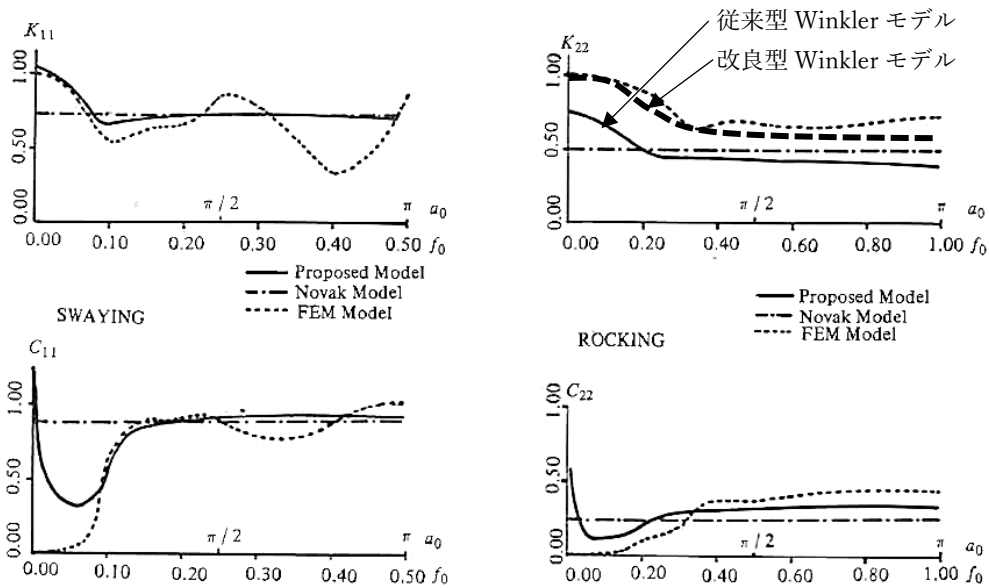 K11
1.00
0.50
0.00
π / 2
π a0
0.00 0.10 0.20 0.30 0.40 0.50 f0
Proposed Model
Novak Model
FEM Model
SWAYING
C11
1.00
0.50
0.00
π / 2
π a0
0.00 0.10 0.20 0.30 0.40 0.50 f0
従来型 Winkler モデル
改良型 Winkler モデル
K22
1.00
0.50
0.00
π / 2
π a0
0.00 0.20 0.40 0.60 0.80 1.00 f0
Proposed Model
Novak Model
FEM Model
ROCKING
C22
1.00
0.50
0.00
π / 2
π a0
0.00 0.20 0.40 0.60 0.80 1.00 f0